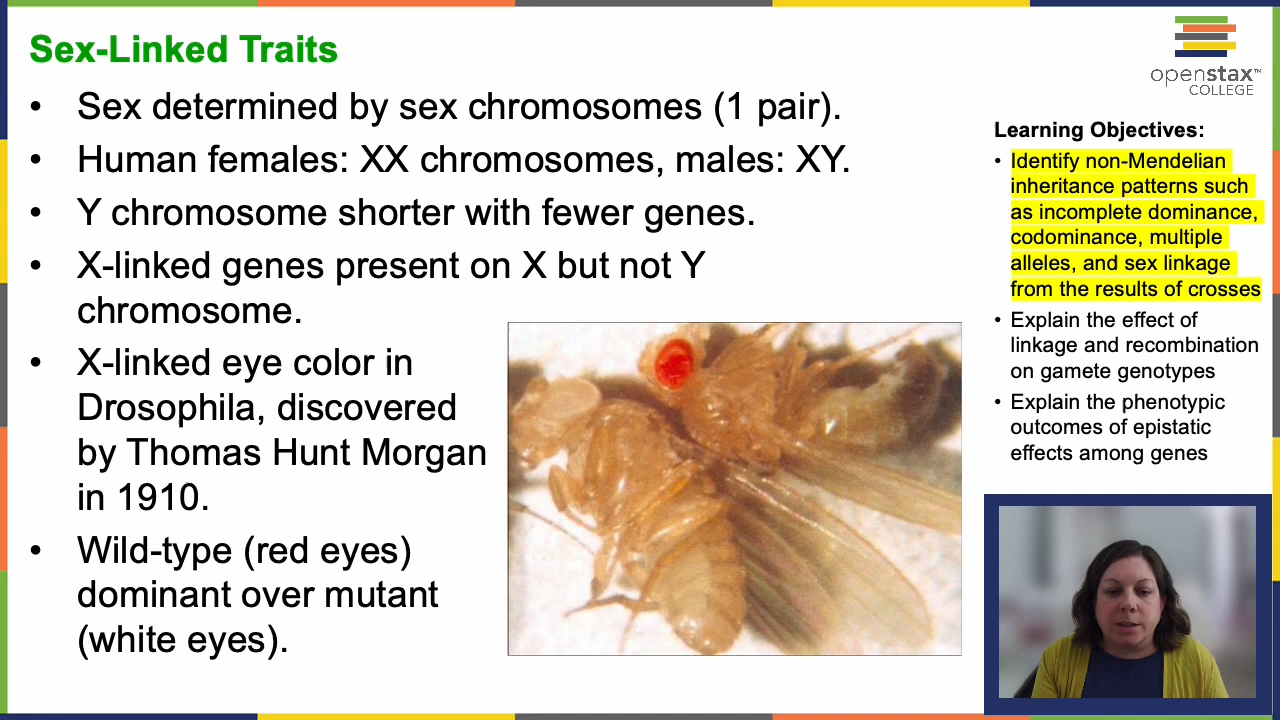 Sex-Linked Traits
• Sex determined by sex chromosomes (1 pair).
• Human females: XX chromosomes, males: XY.
• Y chromosome shorter with fewer genes.
• X-linked genes present on X but not Y
chromosome.
• X-linked eye color in
Drosophila, discovered
by Thomas Hunt Morgan
in 1910.
• Wild-type (red eyes)
dominant over mutant
(white eyes).
openstax™
COLLEGE
Learning Objectives:
• Identify non-Mendelian
inheritance patterns such
as incomplete dominance,
codominance, multiple
alleles, and sex linkage
from the results of crosses
• Explain the effect of
linkage and recombination
on gamete genotypes
• Explain the phenotypic
outcomes of epistatic
effects among genes